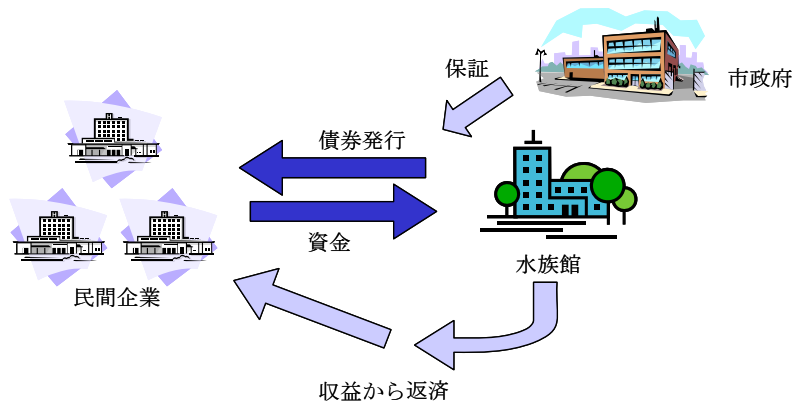 保証
市政府
債券発行
資金
水族館
民間企業
収益から返済